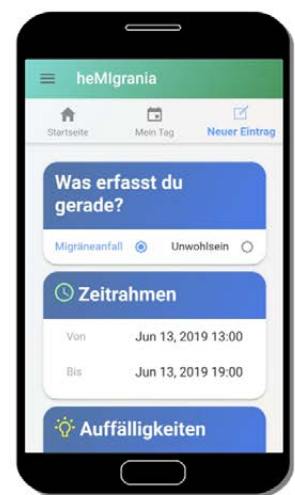 heMIgrania
Startseite Mein Tag Neuer Eintrag
Was erfasst du
gerade?
Migräneanfall Unwohlsein
Zeitrahmen
Von Jun 13, 2019 13:00
Bis Jun 13, 2019 19:00
Auffälligkeiten